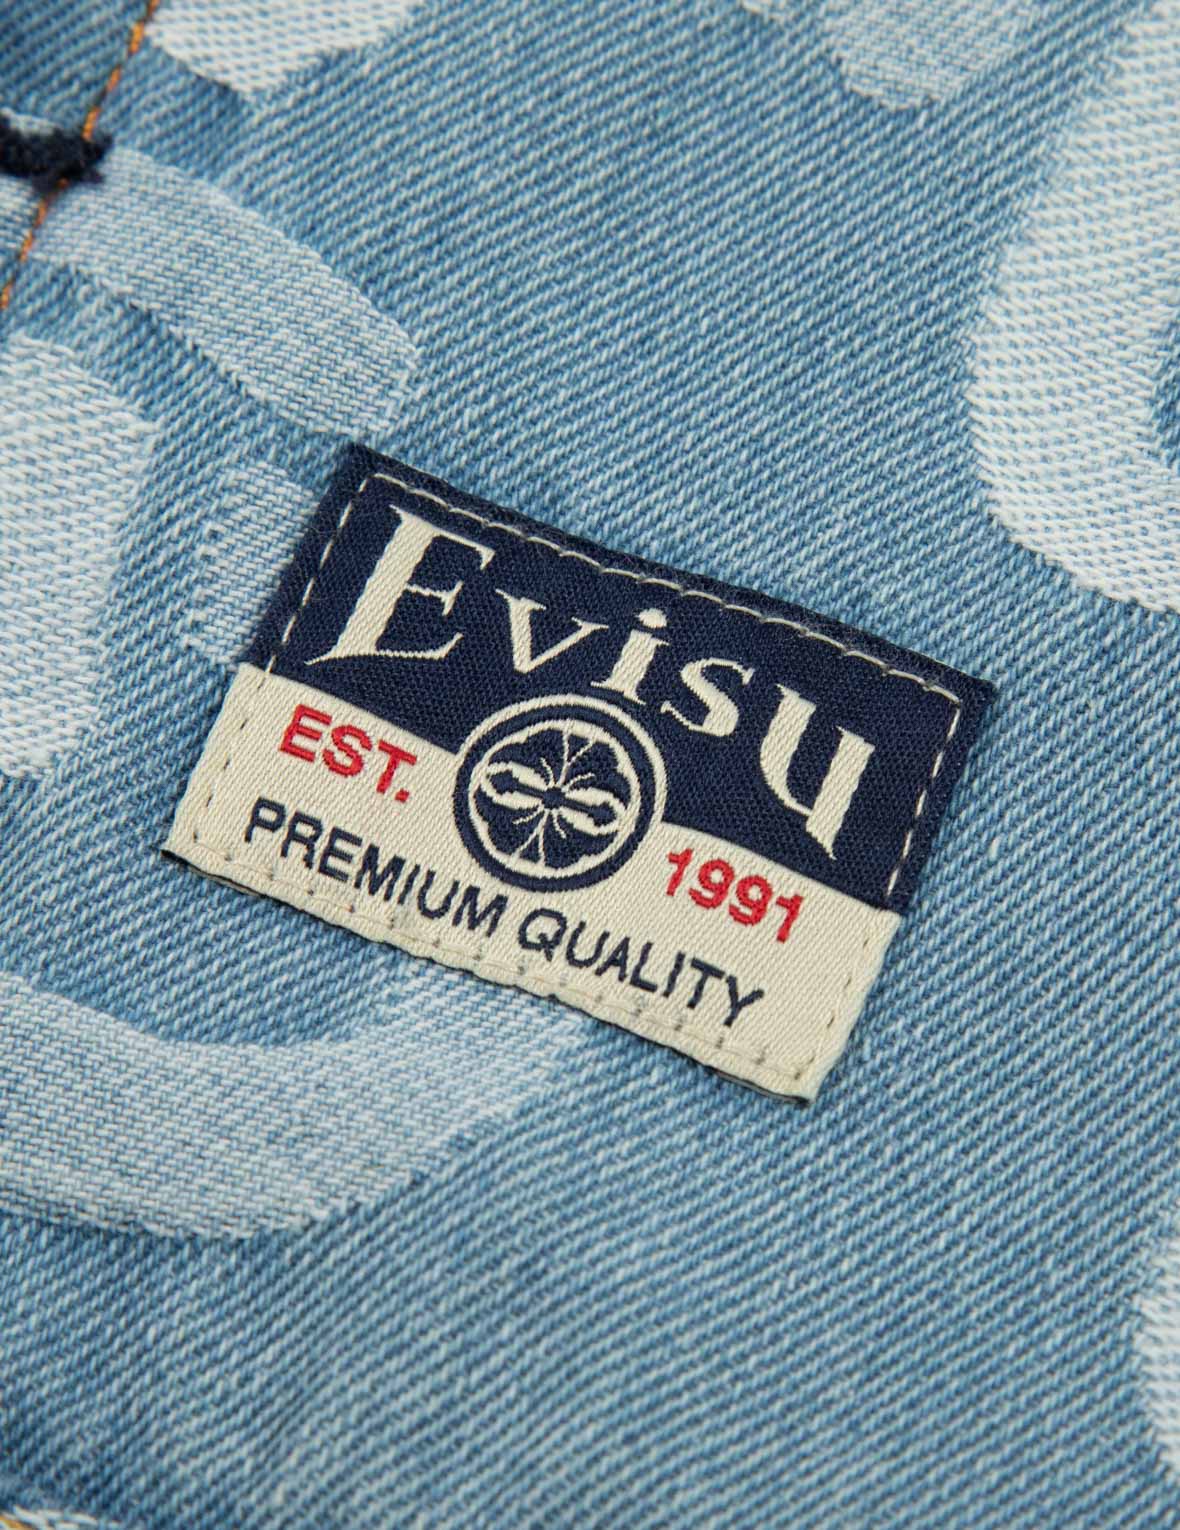 Evisu
EST. 1991
PREMIUM QUALITY